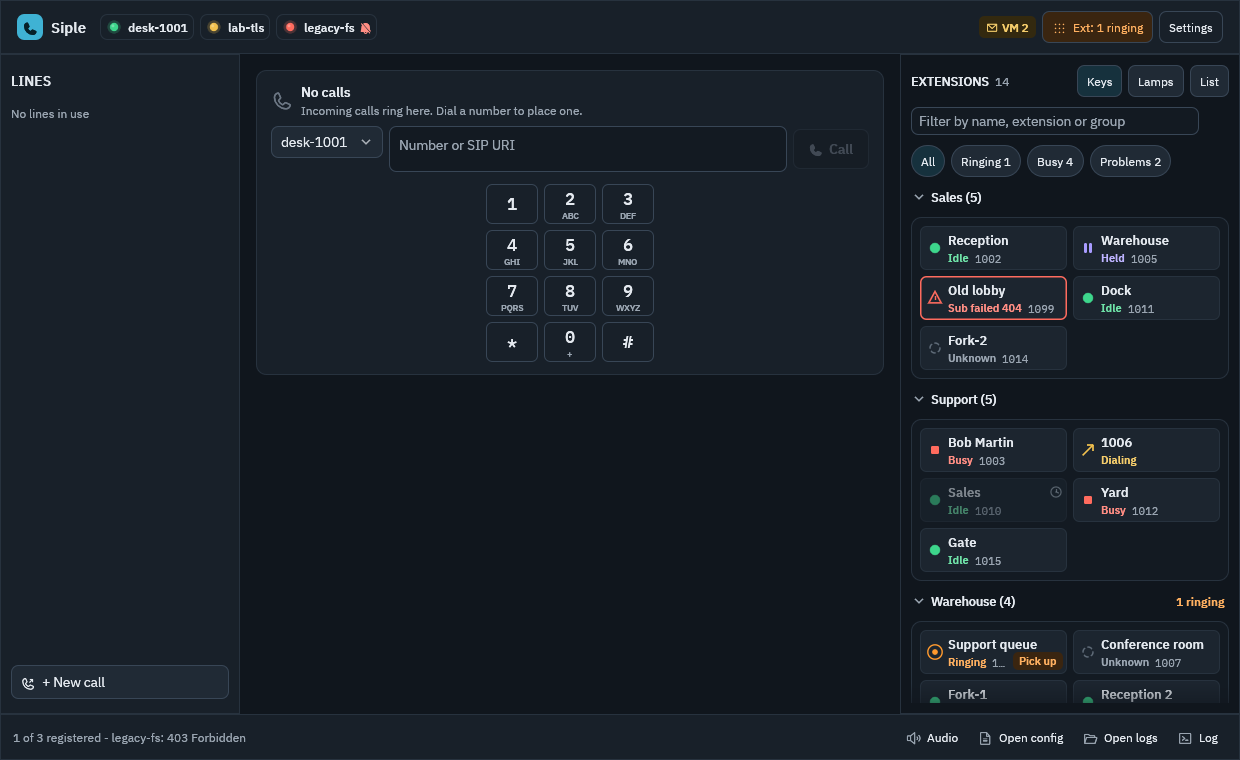 Siple
desk-1001
lab-tls
legacy-fs
VM 2
Ext: 1 ringing
Settings
LINES
No lines in use
+ New call
No calls
Incoming calls ring here. Dial a number to place one.
desk-1001
Number or SIP URI
Call
1
2
ABC
3
DEF
4
GHI
5
JKL
6
MNO
7
PQRS
8
TUV
9
WXYZ
*
0
+
#
EXTENSIONS 14
Keys
Lamps
List
Filter by name, extension or group
All
Ringing 1
Busy 4
Problems 2
Sales (5)
Reception
Idle 1002
Warehouse
Held 1005
Old lobby
Sub failed 404 1099
Dock
Idle 1011
Fork-2
Unknown 1014
Support (5)
Bob Martin
Busy 1003
1006
Dialing
Sales
Idle 1010
Yard
Busy 1012
Gate
Idle 1015
Warehouse (4)
1 ringing
Support queue
Ringing 1…
Pick up
Conference room
Unknown 1007
Fork-1
Reception 2
1 of 3 registered - legacy-fs: 403 Forbidden
Audio
Open config
Open logs
Log